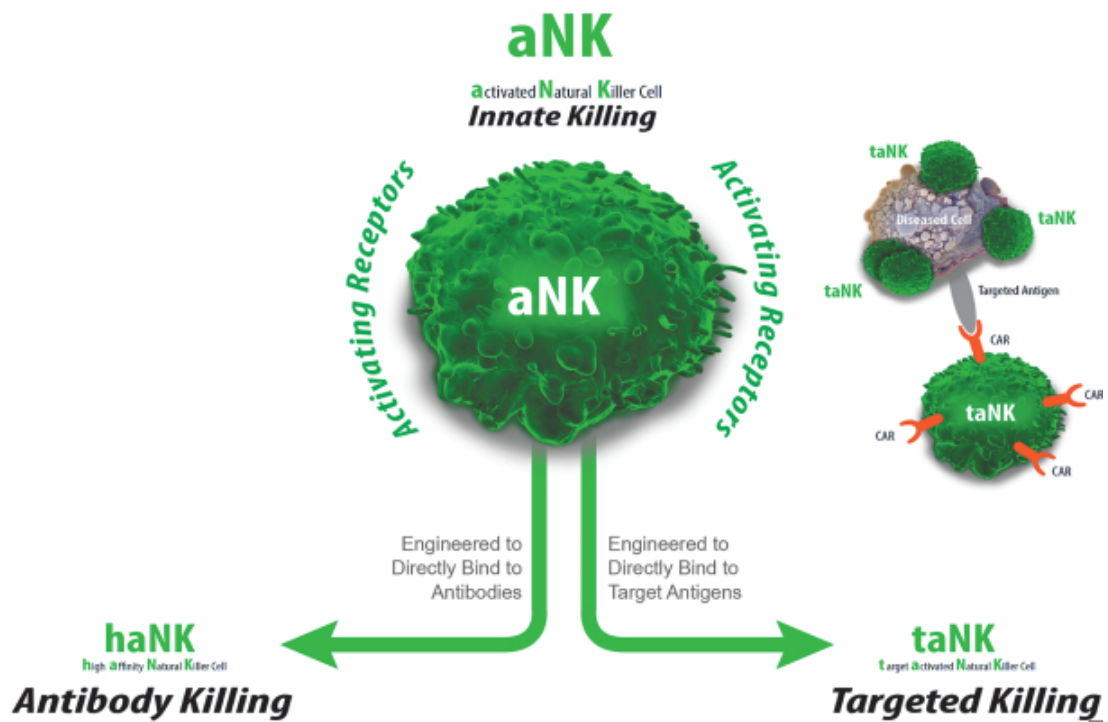 aNK
activated Natural Killer Cell
Innate Killing
Activating Receptors
aNK
Activating Receptors
taNK
Diseased Cell
taNK
taNK
Targeted Antigen
CAR
taNK
CAR
CAR
CAR
Engineered to
Directly Bind to
Antibodies
Engineered to
Directly Bind to
Target Antigens
haNK
high affinity Natural Killer Cell
Antibody Killing
taNK
target activated Natural Killer Cell
Targeted Killing